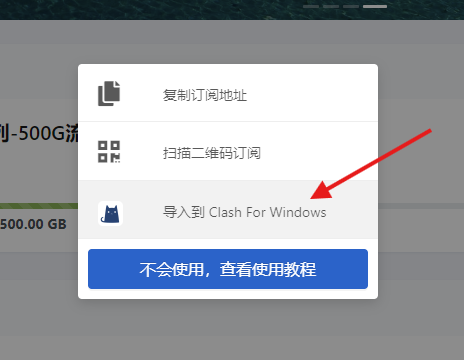 复制订阅地址
列-500G流
扫描二维码订阅
导入到 Clash For Windows
500.00 GB
不会使用，查看使用教程